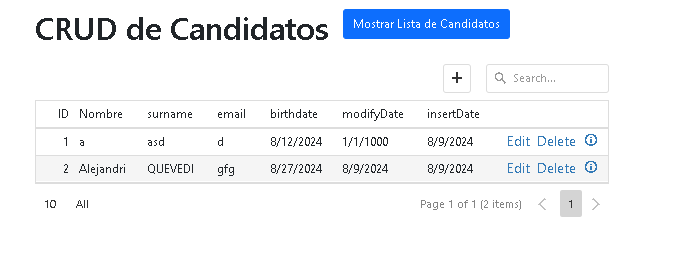 CRUD de Candidatos Mostrar Lista de Candidatos
+ Search...
ID Nombre surname email birthdate modifyDate insertDate
1 a asd d 8/12/2024 1/1/1000 8/9/2024 Edit Delete
2 Alejandri QUEVEDI gfg 8/27/2024 8/9/2024 8/9/2024 Edit Delete
10 All Page 1 of 1 (2 items) 1